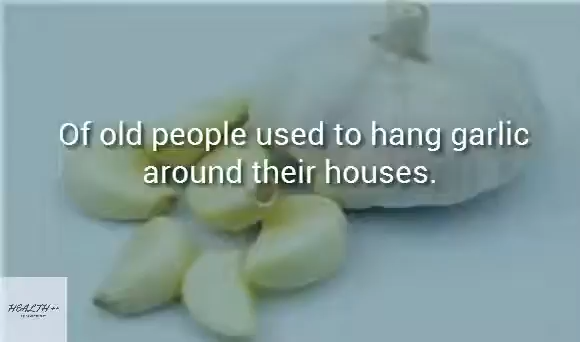 Of old people used to hang garlic
around their houses.
HEALTH ++